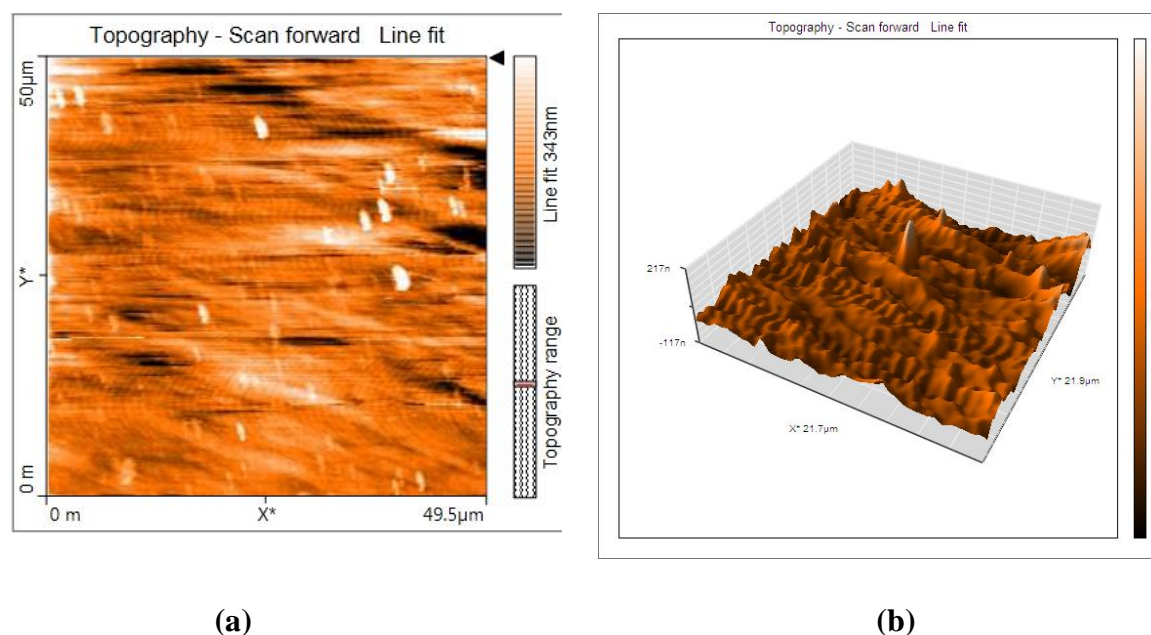 Topography - Scan forward Line fit
50µm
Y*
0 m
0 m
X*
49.5µm
Line fit 343nm
Topography range
(a)
Topography - Scan forward Line fit
217n
-117n
X* 21.7µm
Y* 21.9µm
(b)